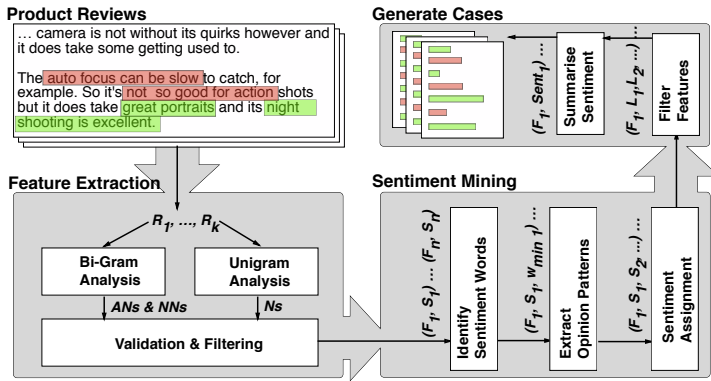 Product Reviews
... camera is not without its quirks however and
it does take some getting used to.
The auto focus can be slow to catch, for
example. So it's not so good for action shots
but it does take great portraits and its night
shooting is excellent.
Feature Extraction
R1, ..., Rk
Bi-Gram
Analysis
Unigram
Analysis
ANs & NNs
Ns
Validation & Filtering
Generate Cases
(F1, Sent1) ...
Summarise
Sentiment
(F1, L1, L2, ...) ...
Filter
Features
Sentiment Mining
(F1, S1) ... (Fn, Sn)
Identify
Sentiment Words
(F1, S1, wmin 1) ...
Extract
Opinion Patterns
(F1, S1, S2, ...) ...
Sentiment
Assignment